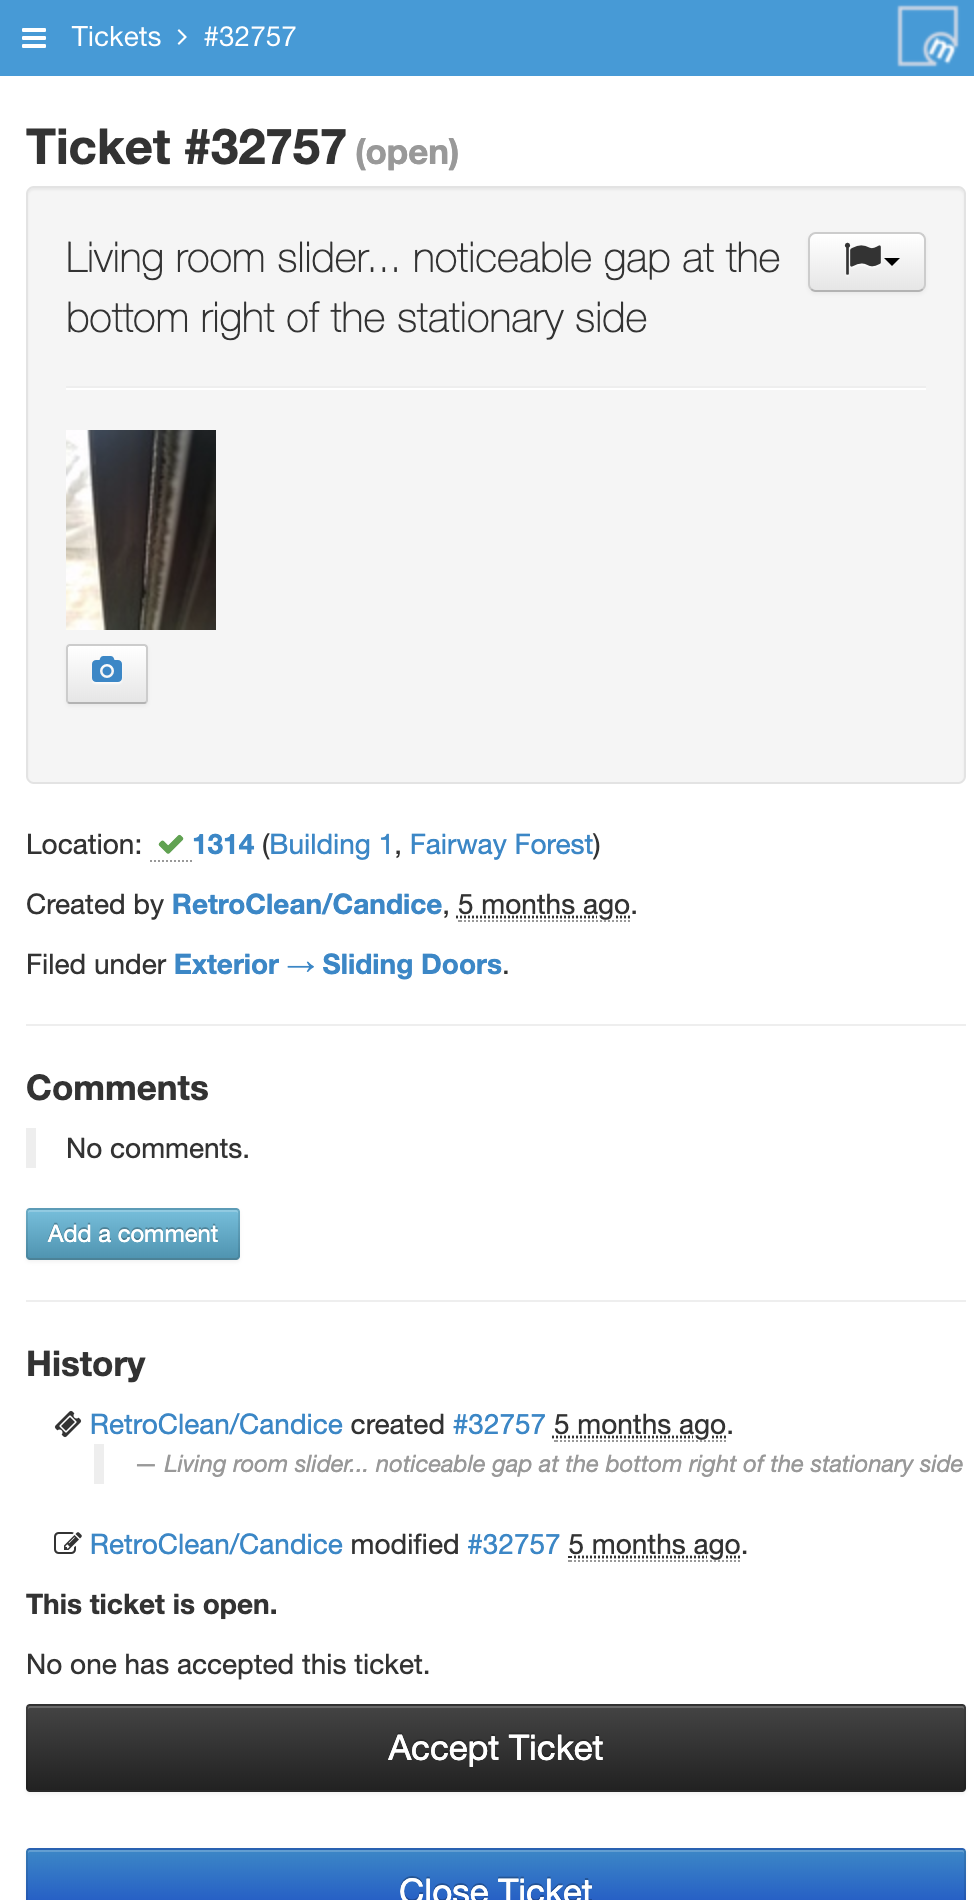 Tickets > #32757
m
Ticket #32757 (open)
Living room slider... noticeable gap at the
bottom right of the stationary side
Location: 1314 (Building 1, Fairway Forest)
Created by RetroClean/Candice, 5 months ago.
Filed under Exterior → Sliding Doors.
Comments
No comments.
Add a comment
History
RetroClean/Candice created #32757 5 months ago.
— Living room slider... noticeable gap at the bottom right of the stationary side
RetroClean/Candice modified #32757 5 months ago.
This ticket is open.
No one has accepted this ticket.
Accept Ticket
Close Ticket